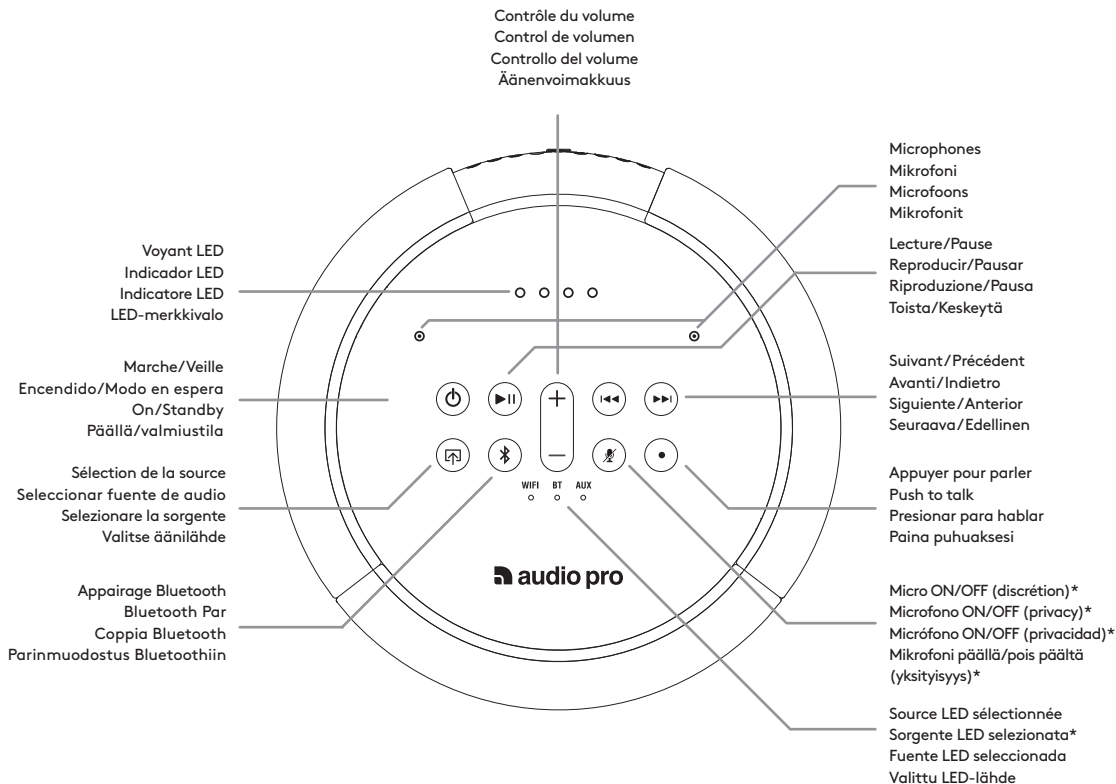 Contrôle du volume
Control de volumen
Controllo del volume
Äänenvoimakkuus
Microphones
Mikrofoni
Microfoons
Mikrofonit
Lecture/Pause
Reproducir/Pausar
Riproduzione/Pausa
Toista/Keskeytä
Voyant LED
Indicador LED
Indicatore LED
LED-merkkivalo
Marche/Veille
Encendido/Modo en espera
On/Standby
Päällä/valmiustila
Suivant/Précédent
Avanti/Indietro
Siguiente/Anterior
Seuraava/Edellinen
Sélection de la source
Seleccionar fuente de audio
Selezionare la sorgente
Valitse äänilähde
Appuyer pour parler
Push to talk
Presionar para hablar
Paina puhuaksesi
WIFI BT AUX
audio pro
Appairage Bluetooth
Bluetooth Par
Coppia Bluetooth
Parinmuodostus Bluetoothiin
Micro ON/OFF (discrétion)*
Microfono ON/OFF (privacy)*
Micrófono ON/OFF (privacidad)*
Mikrofoni päällä/pois päältä
(yksityisyys)*
Source LED sélectionnée
Sorgente LED selezionata*
Fuente LED seleccionada
Valittu LED-lähde